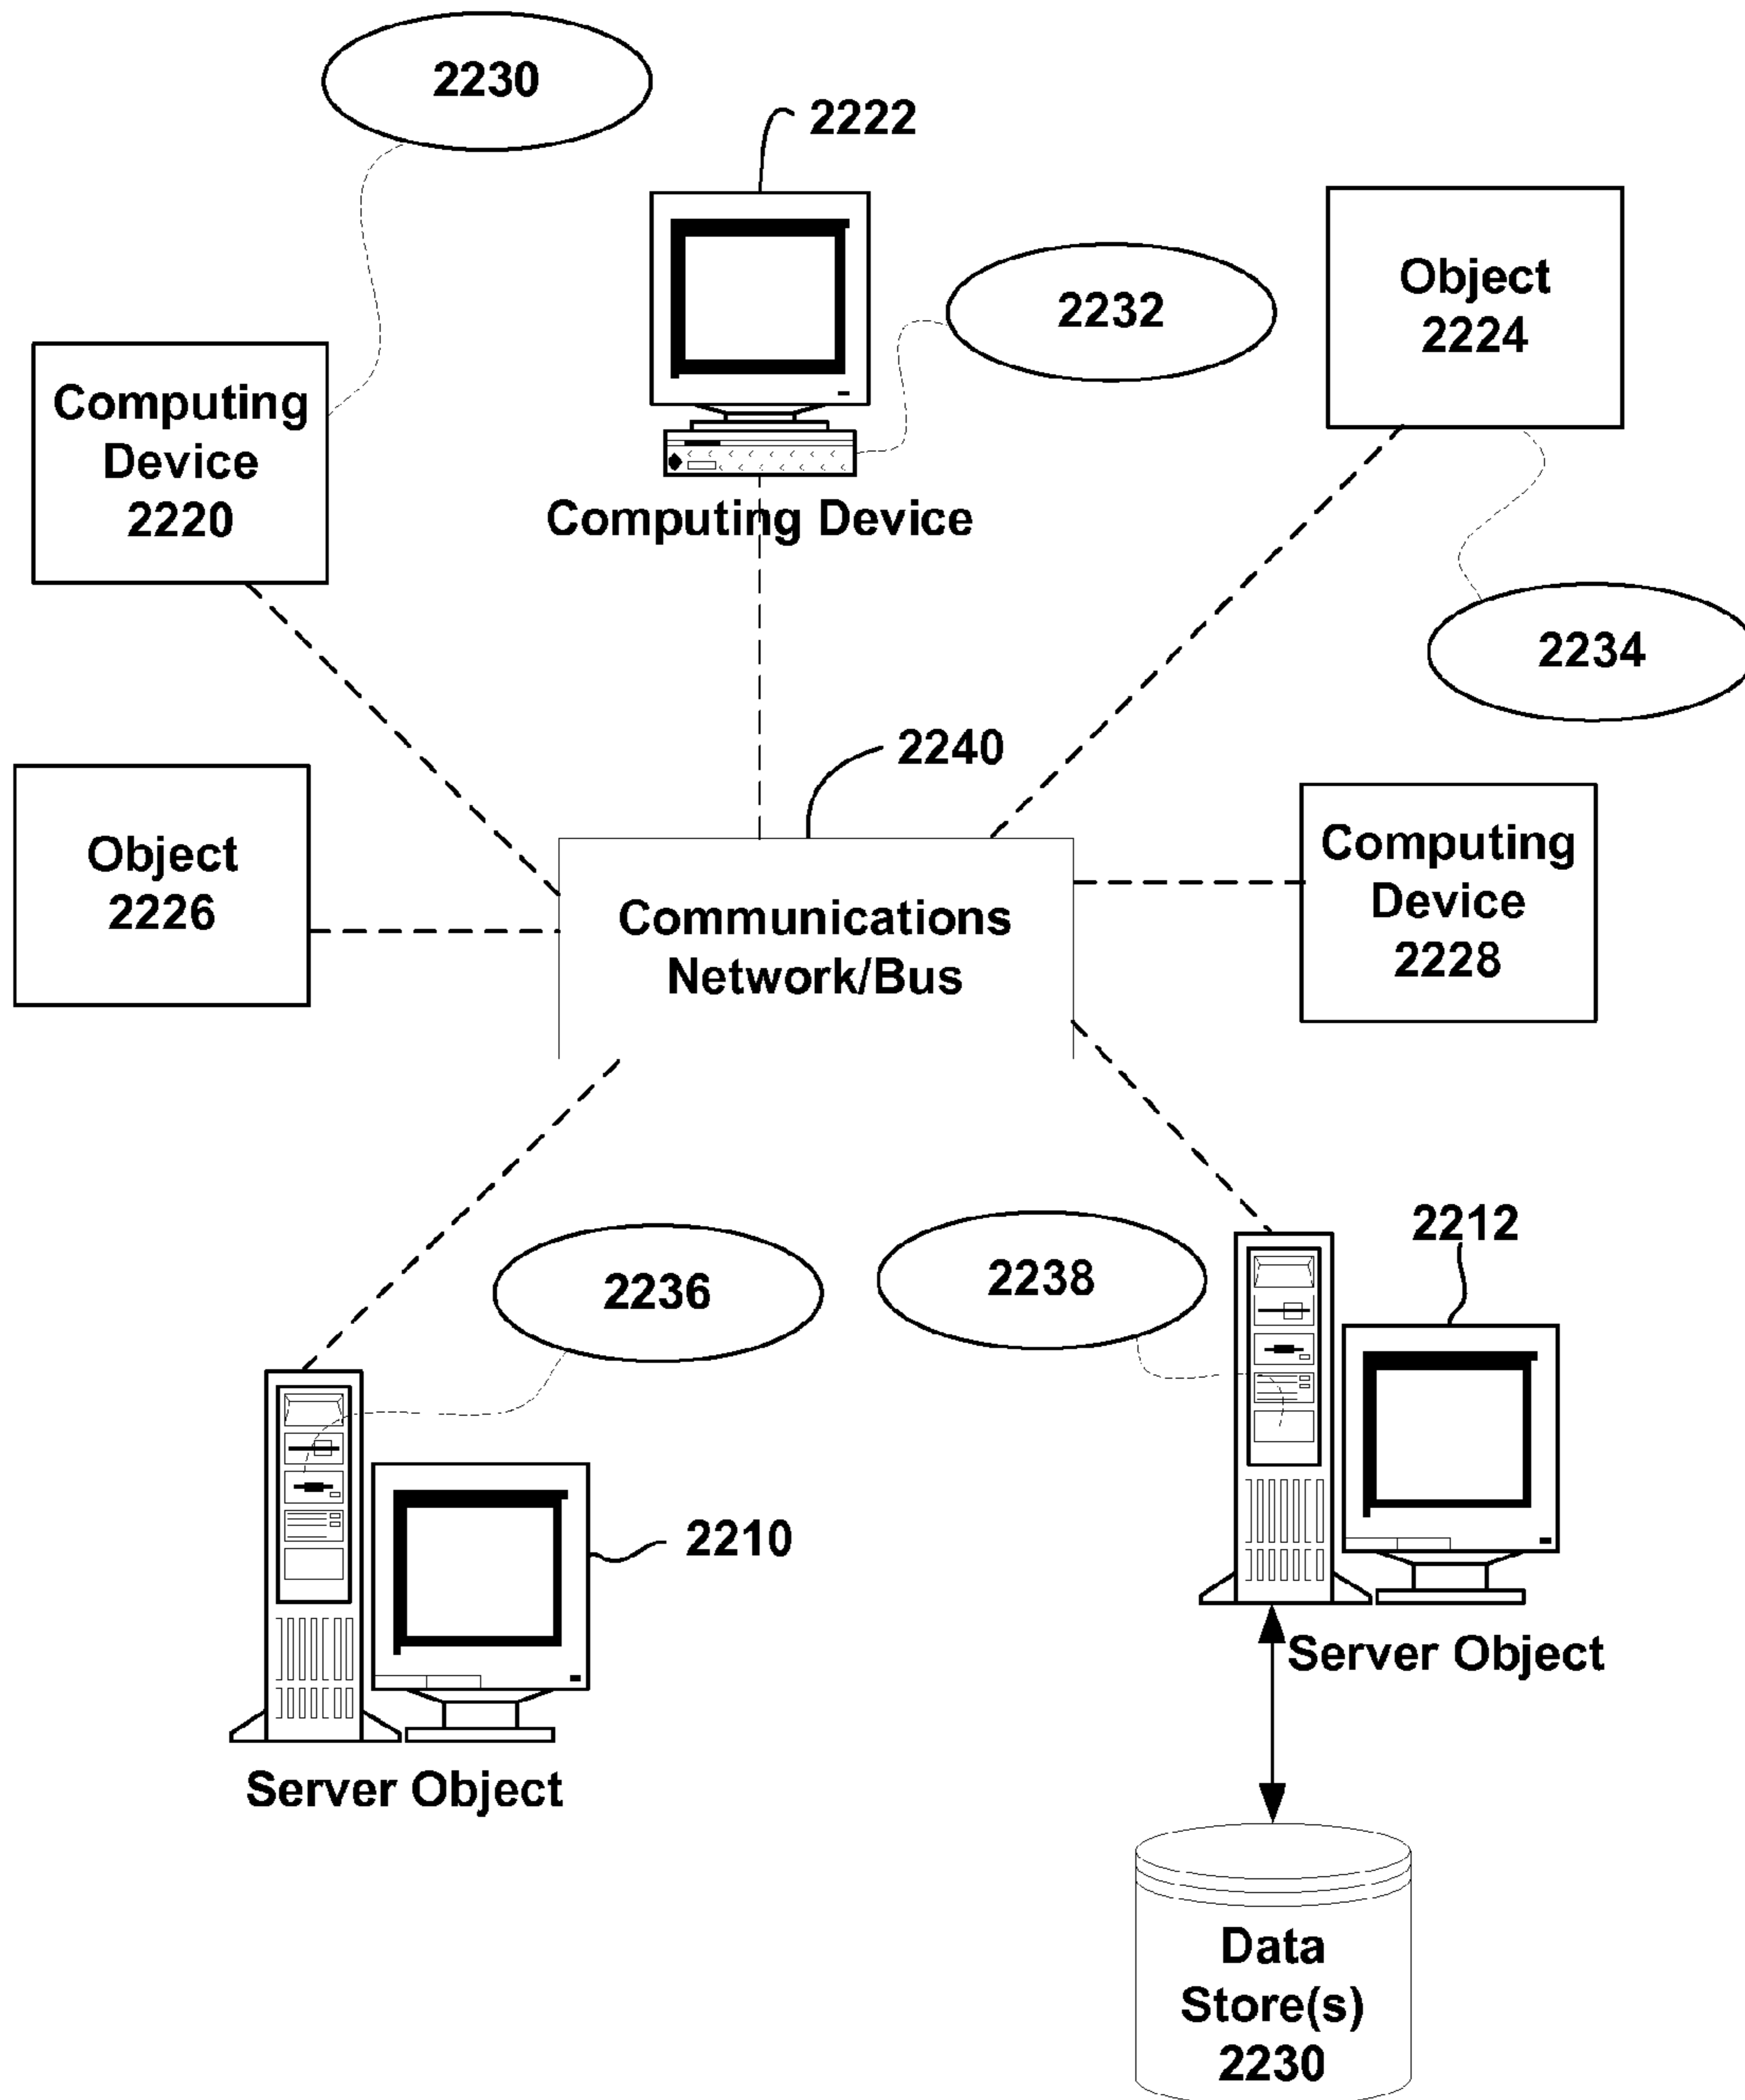 2230
2222
2232
Object
2224
Computing
Device
2220
Computing Device
2234
2240
Object
2226
Communications
Network/Bus
Computing
Device
2228
2236
2238
2212
2210
Server Object
Server Object
Data
Store(s)
2230